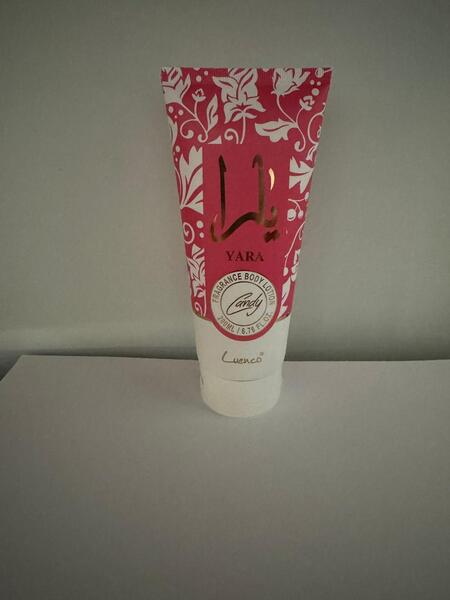 يارا
YARA
FRAGRANCE BODY LOTION
Candy
200ML / 6.76 FL.OZ.
Luenco